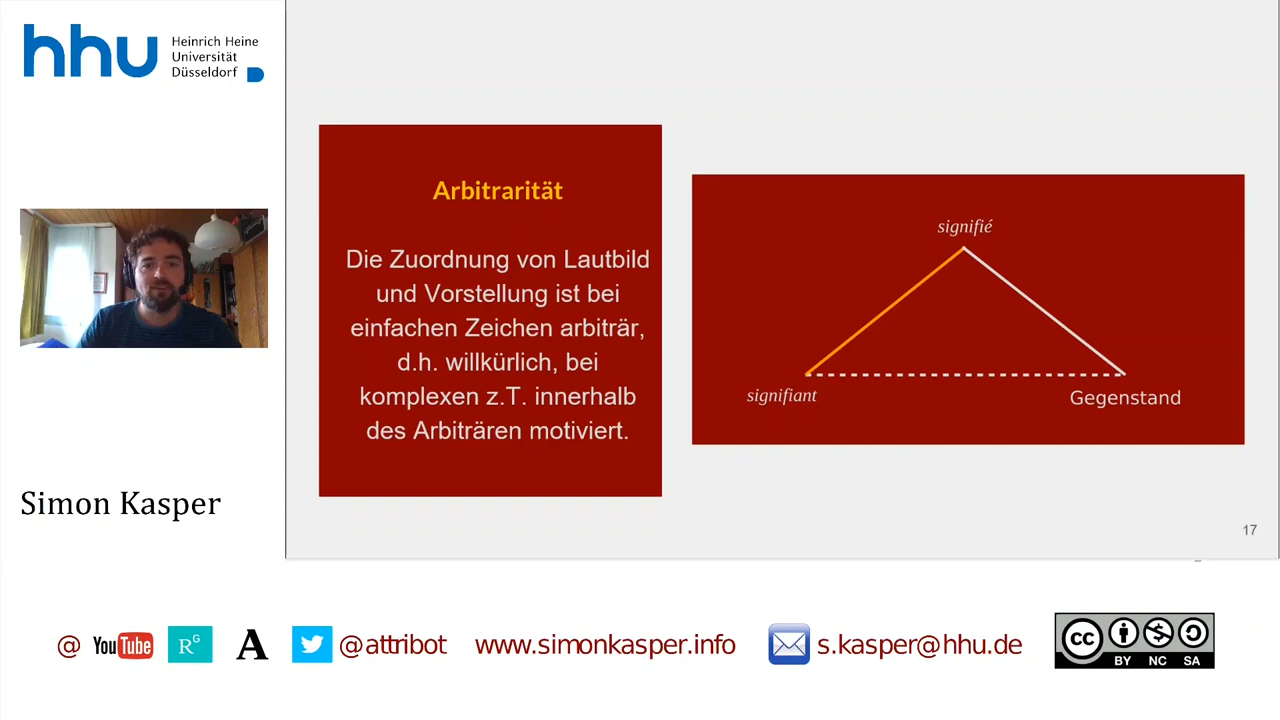 hhu Heinrich Heine
Universität
Düsseldorf
Arbitrarität
Die Zuordnung von Lautbild
und Vorstellung ist bei
einfachen Zeichen arbiträr,
d.h. willkürlich, bei
komplexen z.T. innerhalb
des Arbiträren motiviert.
signifié
signifiant
Gegenstand
17
Simon Kasper
@ YouTube RG A @attribot www.simonkasper.info s.kasper@hhu.de
cc BY NC SA